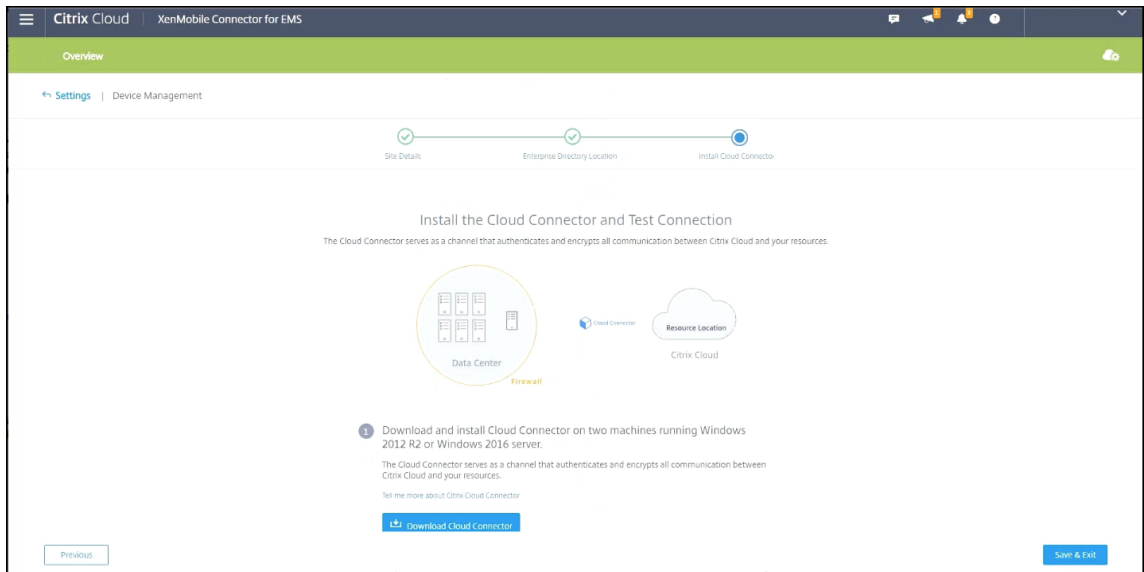 Citrix Cloud XenMobile Connector for EMS
Overview
Settings | Device Management
Site Details Enterprise Directory Location Install Cloud Connector
Install the Cloud Connector and Test Connection
The Cloud Connector serves as a channel that authenticates and encrypts all communication between Citrix Cloud and your resources.
Cloud Connector
Resource Location
Citrix Cloud
Data Center
Firewall
1 Download and install Cloud Connector on two machines running Windows
2012 R2 or Windows 2016 server.
The Cloud Connector serves as a channel that authenticates and encrypts all communication between
Citrix Cloud and your resources.
Tell me more about Citrix Cloud Connector
Download Cloud Connector
Previous Save & Exit